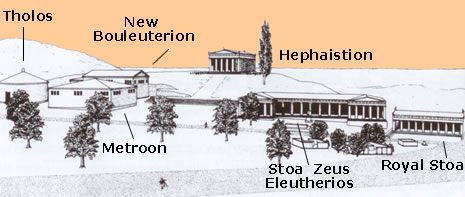 Tholos
New
Bouleuterion
Hephaistion
Metroon
Stoa Zeus
Eleutherios
Royal Stoa